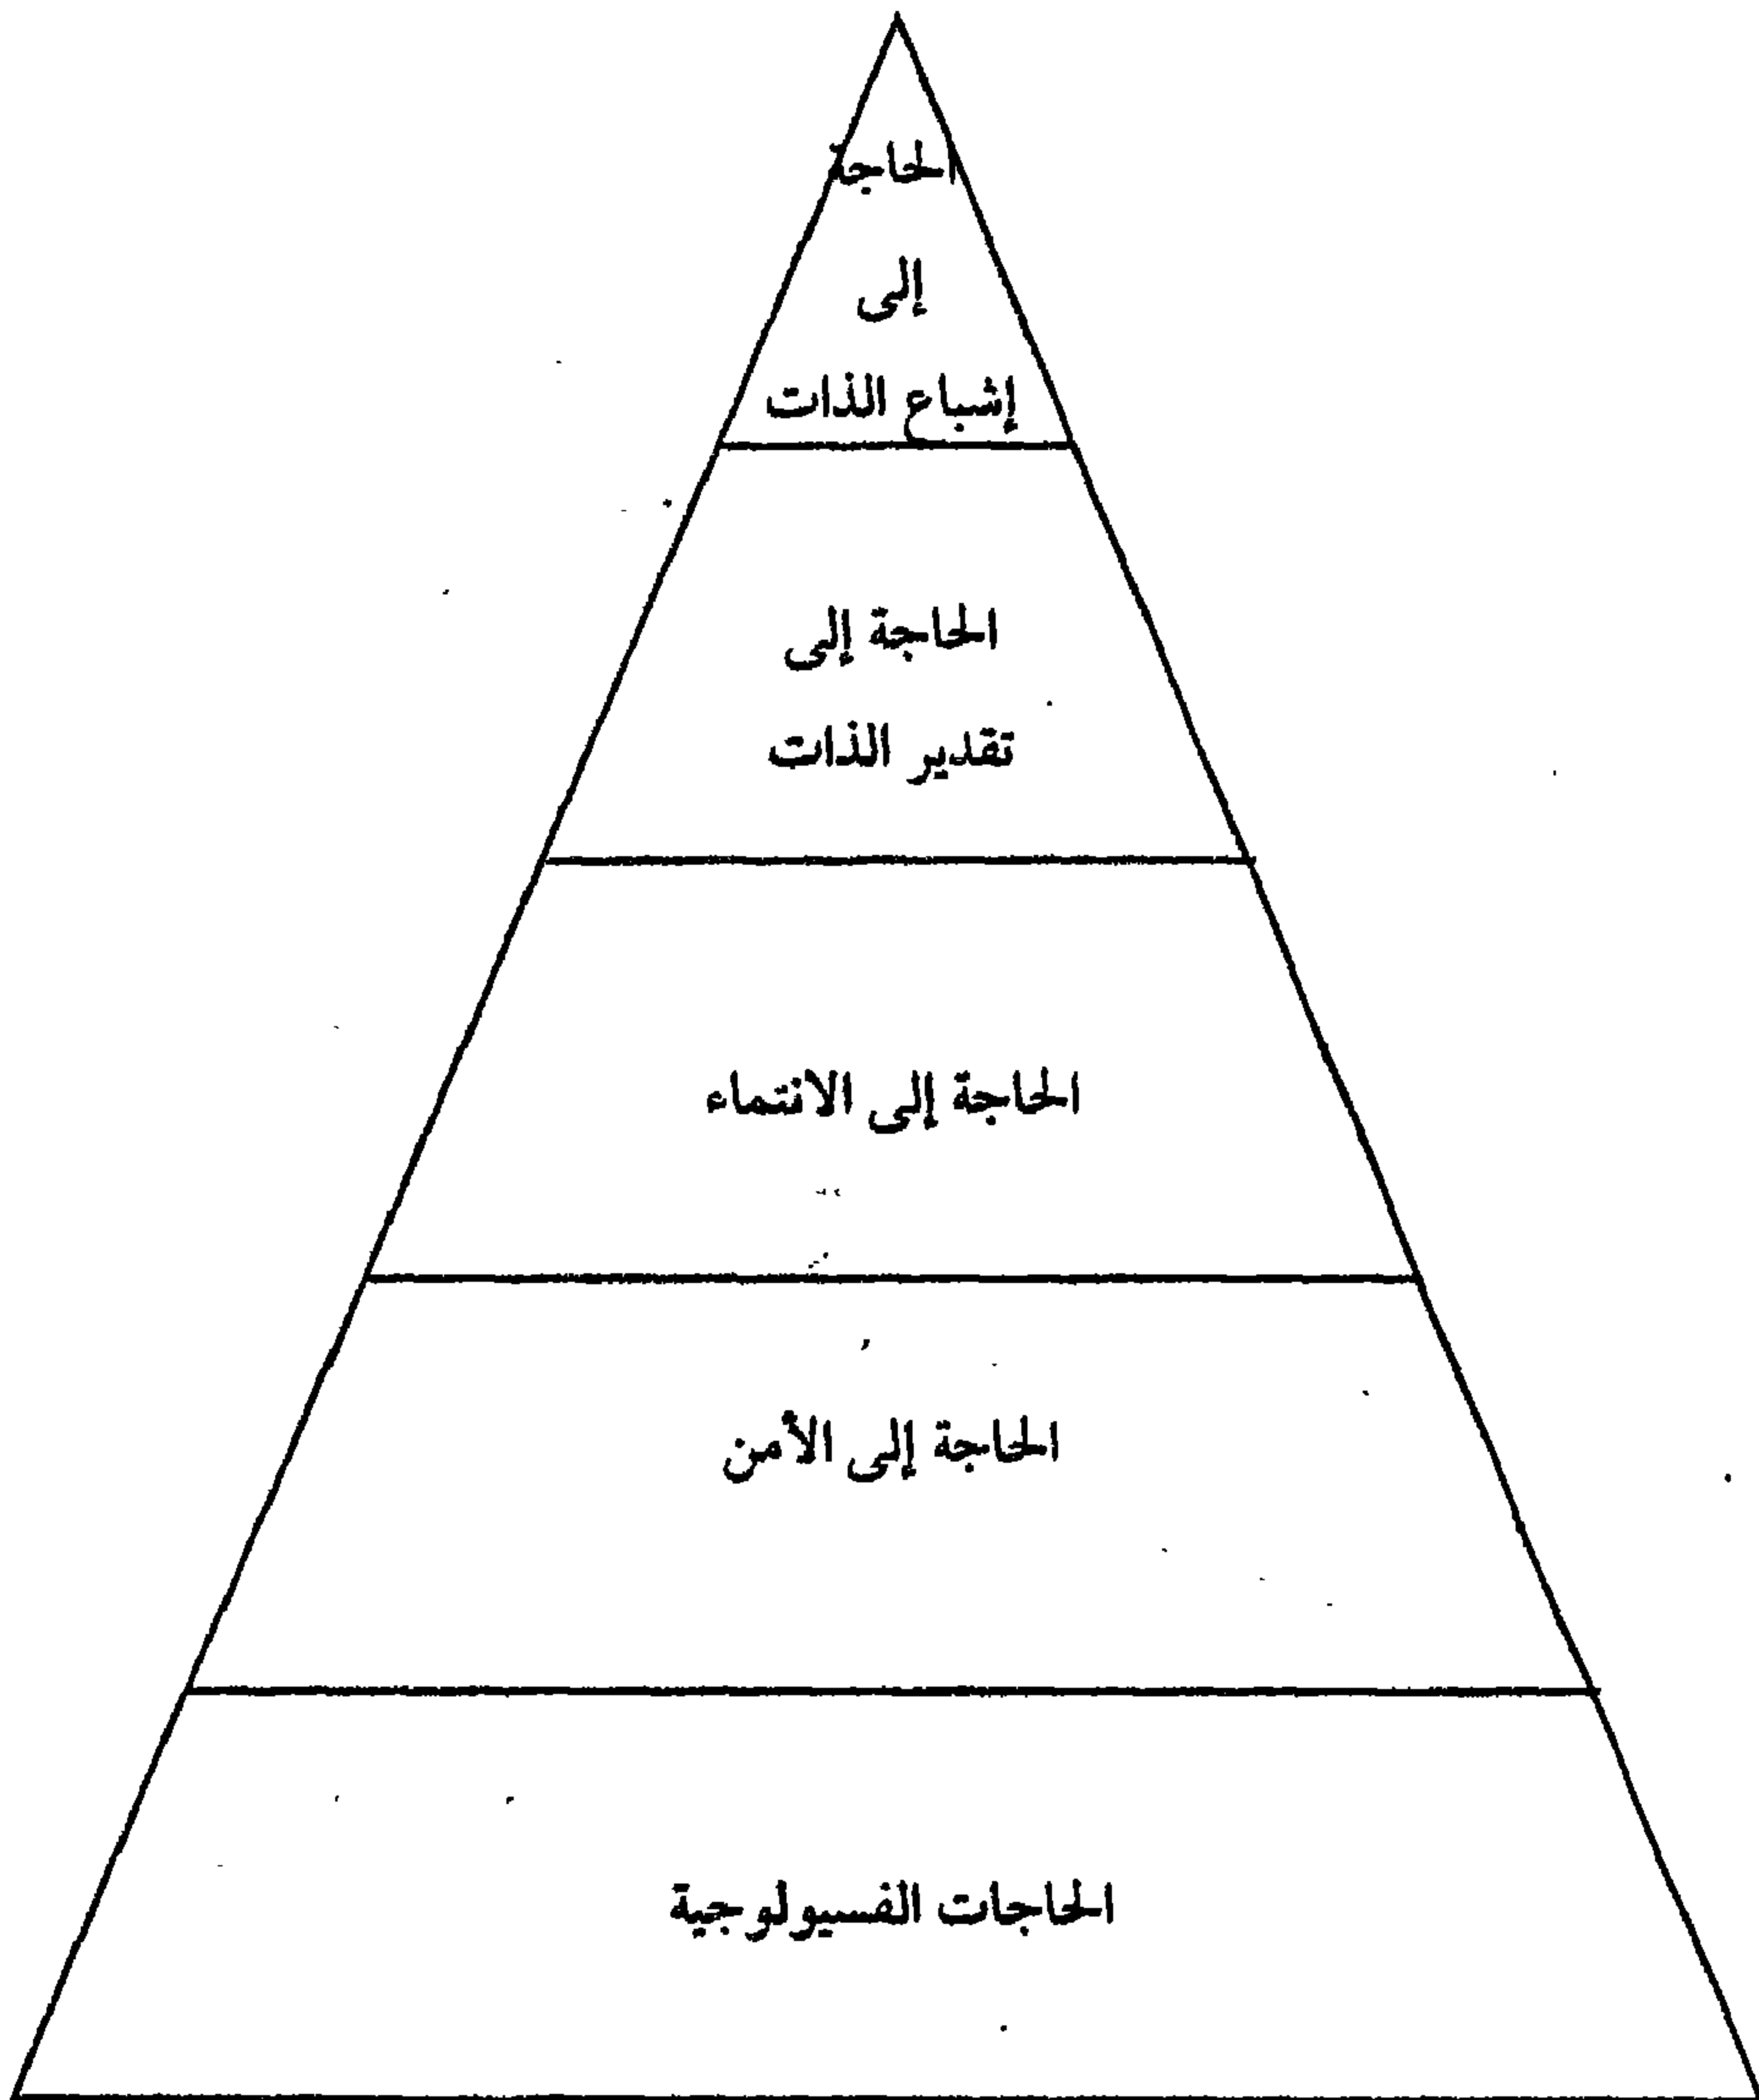 الحاجة
إلى
إشباع الذات
الحاجة إلى
تقدير الذات
الحاجة إلى الانتماء
الحاجة إلى الأمن
الحاجات الفسيولوجية